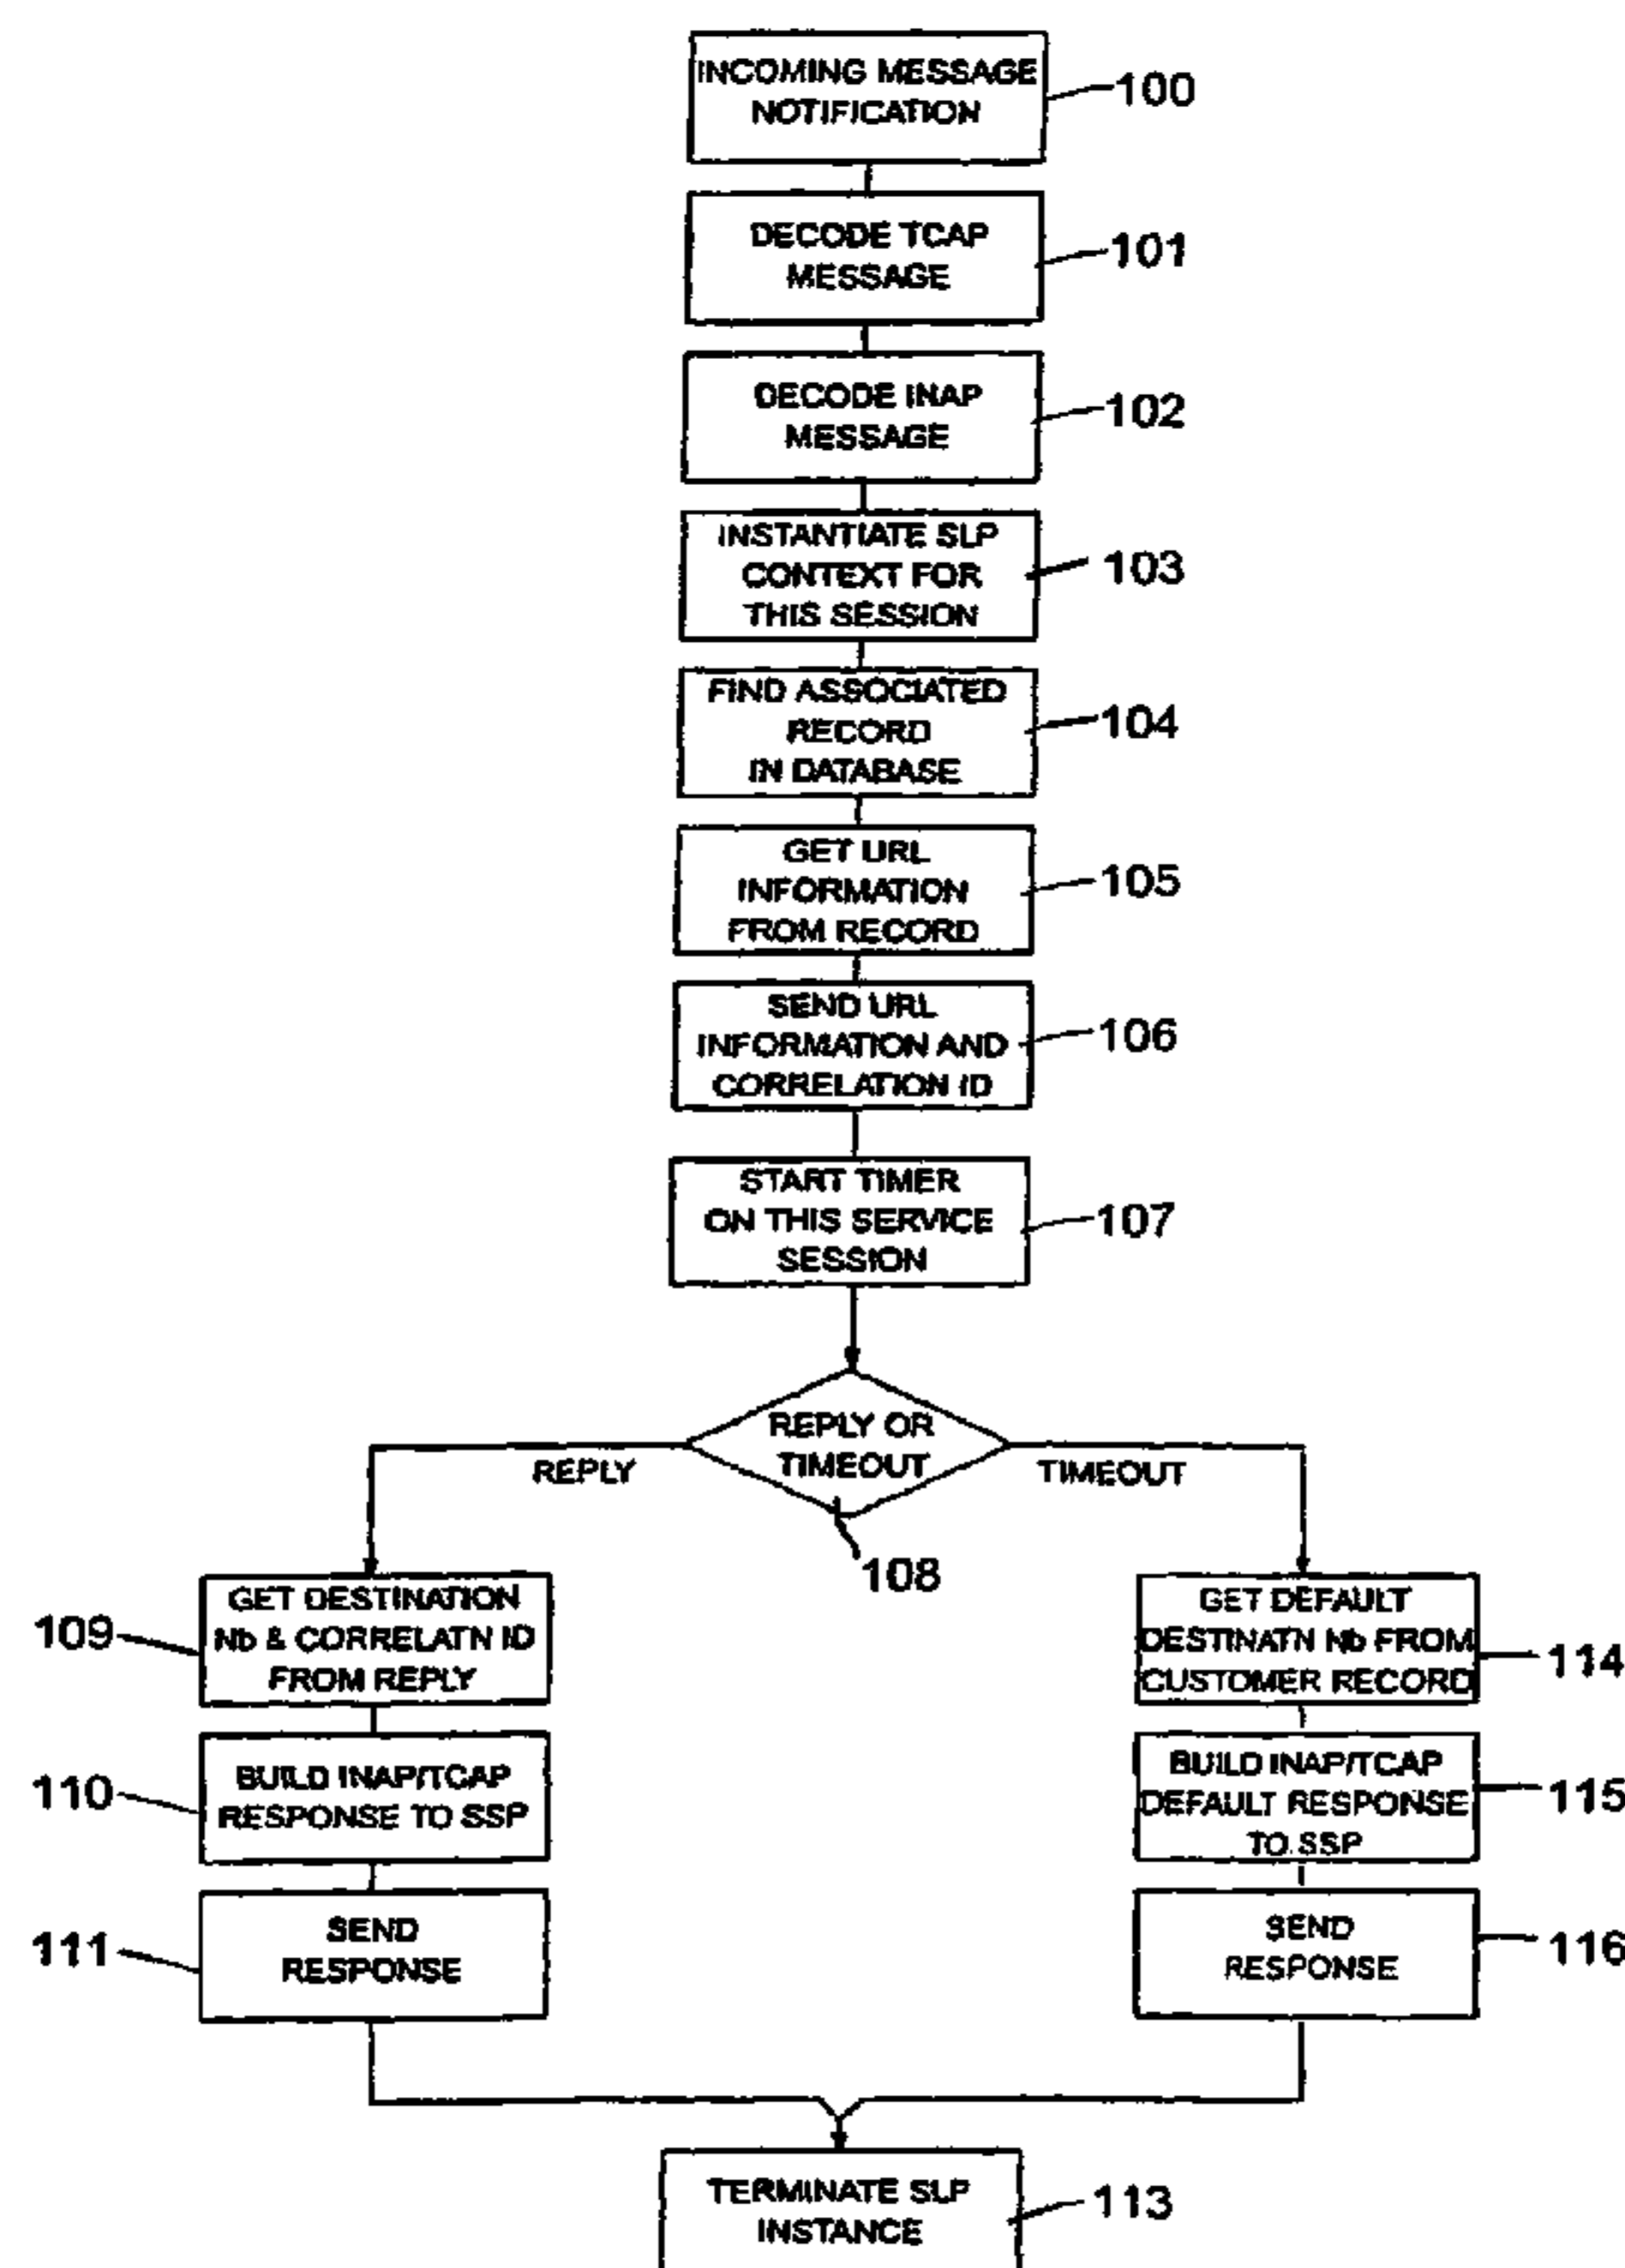 INCOMING MESSAGE
NOTIFICATION
100
DECODE TCAP
MESSAGE
101
DECODE INAP
MESSAGE
102
INSTANTIATE SLP
CONTEXT FOR
THIS SESSION
103
FIND ASSOCIATED
RECORD
IN DATABASE
104
GET URL
INFORMATION
FROM RECORD
105
SEND URL
INFORMATION AND
CORRELATION ID
106
START TIMER
ON THIS SERVICE
SESSION
107
REPLY OR
TIMEOUT
108
REPLY
TIMEOUT
GET DESTINATION
Nb & CORRELATN ID
FROM REPLY
109
BUILD INAP/TCAP
RESPONSE TO SSP
110
SEND
RESPONSE
111
GET DEFAULT
DESTINATN Nb FROM
CUSTOMER RECORD
114
BUILD INAP/TCAP
DEFAULT RESPONSE
TO SSP
115
SEND
RESPONSE
116
TERMINATE SLP
INSTANCE
113